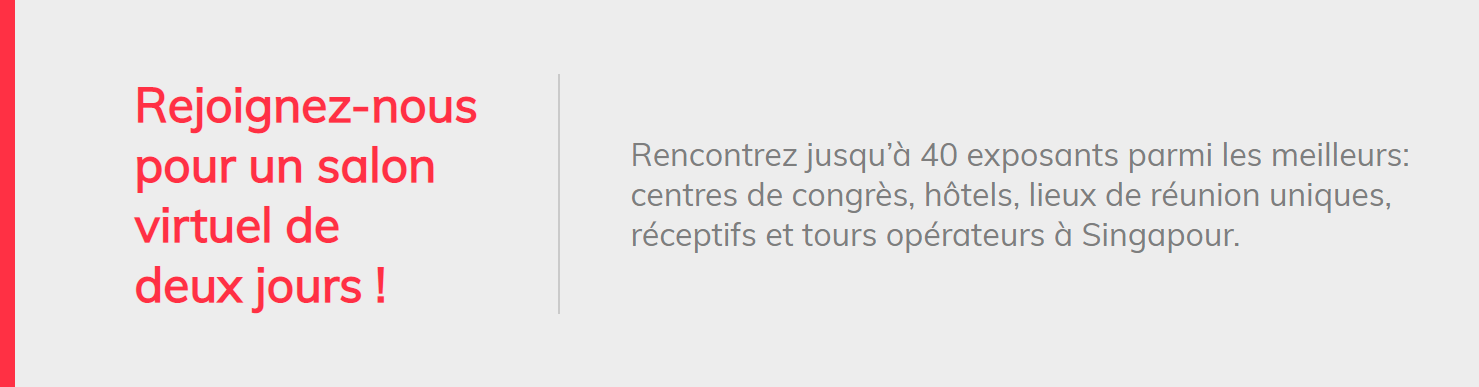 Rejoignez-nous
pour un salon
virtuel de
deux jours !
Rencontrez jusqu’à 40 exposants parmi les meilleurs:
centres de congrès, hôtels, lieux de réunion uniques,
réceptifs et tours opérateurs à Singapour.